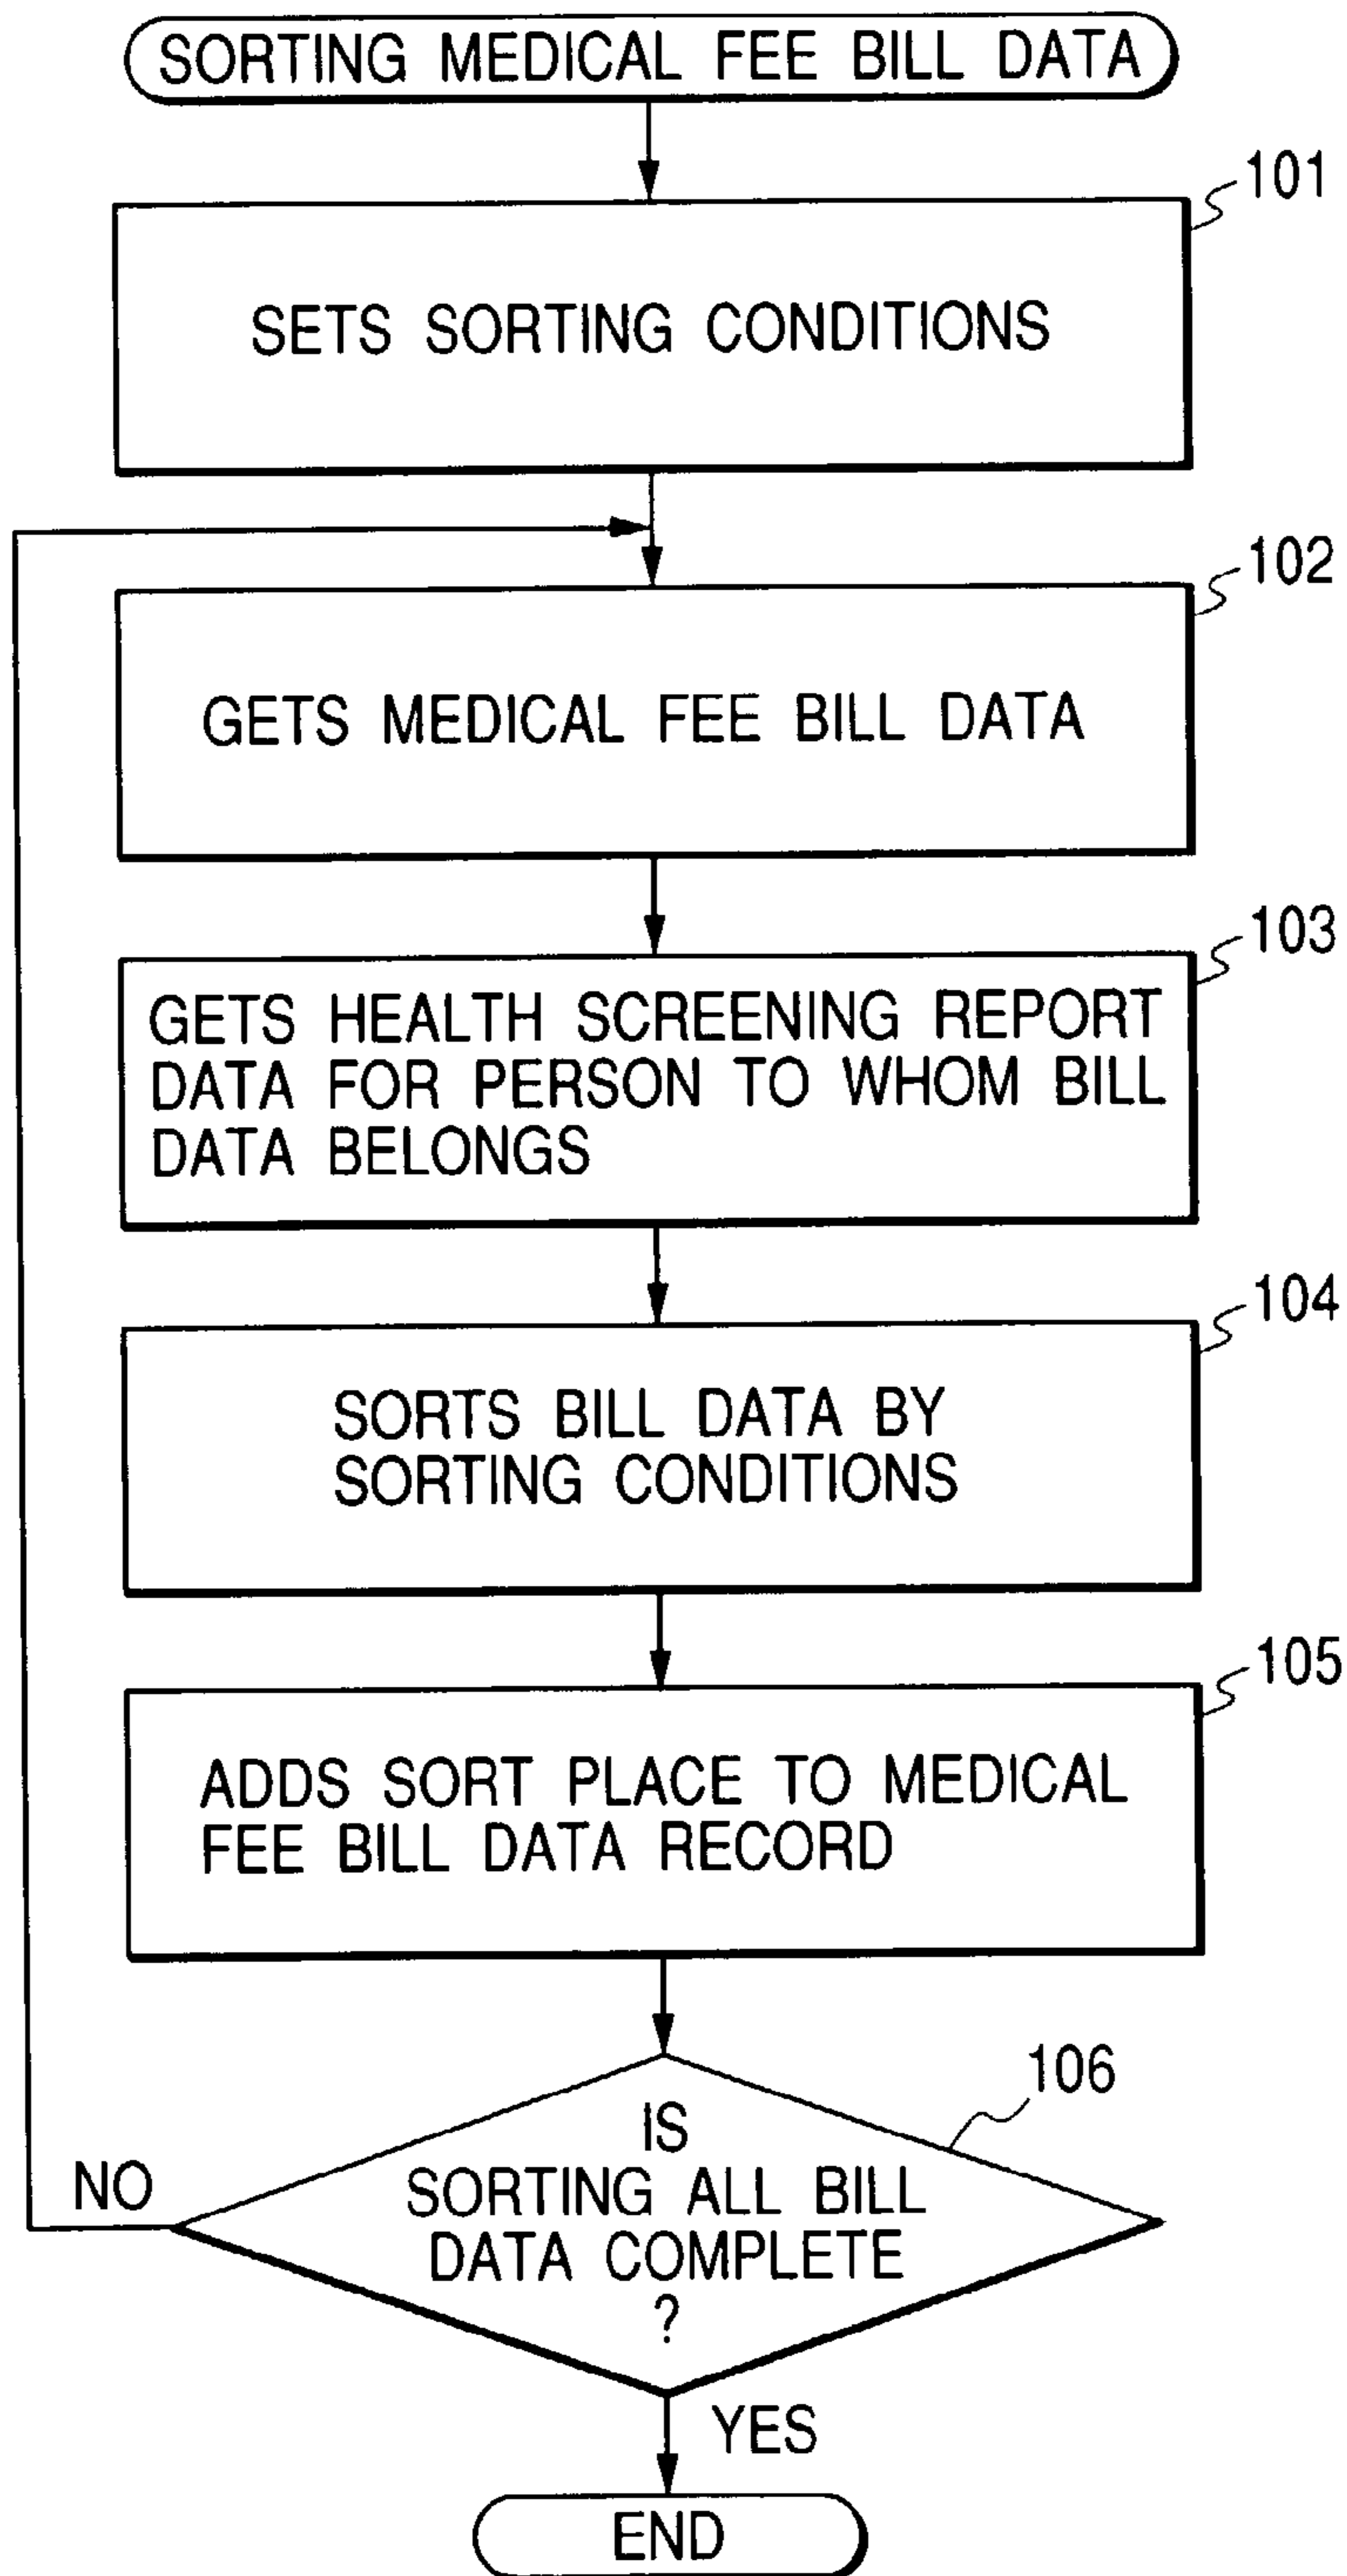 SORTING MEDICAL FEE BILL DATA
101
SETS SORTING CONDITIONS
102
GETS MEDICAL FEE BILL DATA
103
GETS HEALTH SCREENING REPORT
DATA FOR PERSON TO WHOM BILL
DATA BELONGS
104
SORTS BILL DATA BY
SORTING CONDITIONS
105
ADDS SORT PLACE TO MEDICAL
FEE BILL DATA RECORD
106
IS
SORTING ALL BILL
DATA COMPLETE
?
NO
YES
END